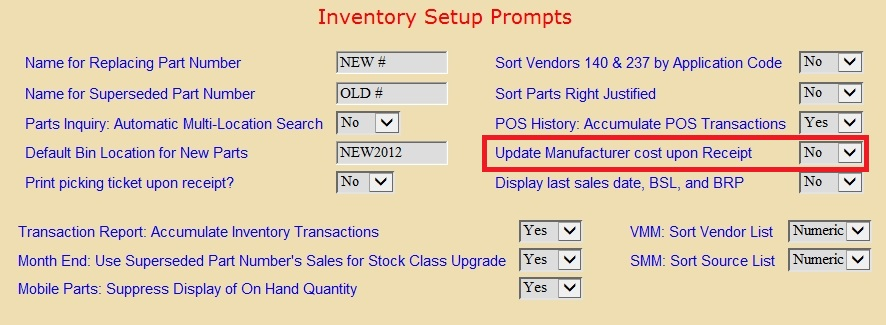 Inventory Setup Prompts
Name for Replacing Part Number NEW # Sort Vendors 140 & 237 by Application Code No
Name for Superseded Part Number OLD # Sort Parts Right Justified No
Parts Inquiry: Automatic Multi-Location Search No POS History: Accumulate POS Transactions Yes
Default Bin Location for New Parts NEW2012 Update Manufacturer cost upon Receipt No
Print picking ticket upon receipt? No Display last sales date, BSL, and BRP No
Transaction Report: Accumulate Inventory Transactions Yes VMM: Sort Vendor List Numeric
Month End: Use Superseded Part Number's Sales for Stock Class Upgrade Yes SMM: Sort Source List Numeric
Mobile Parts: Suppress Display of On Hand Quantity Yes